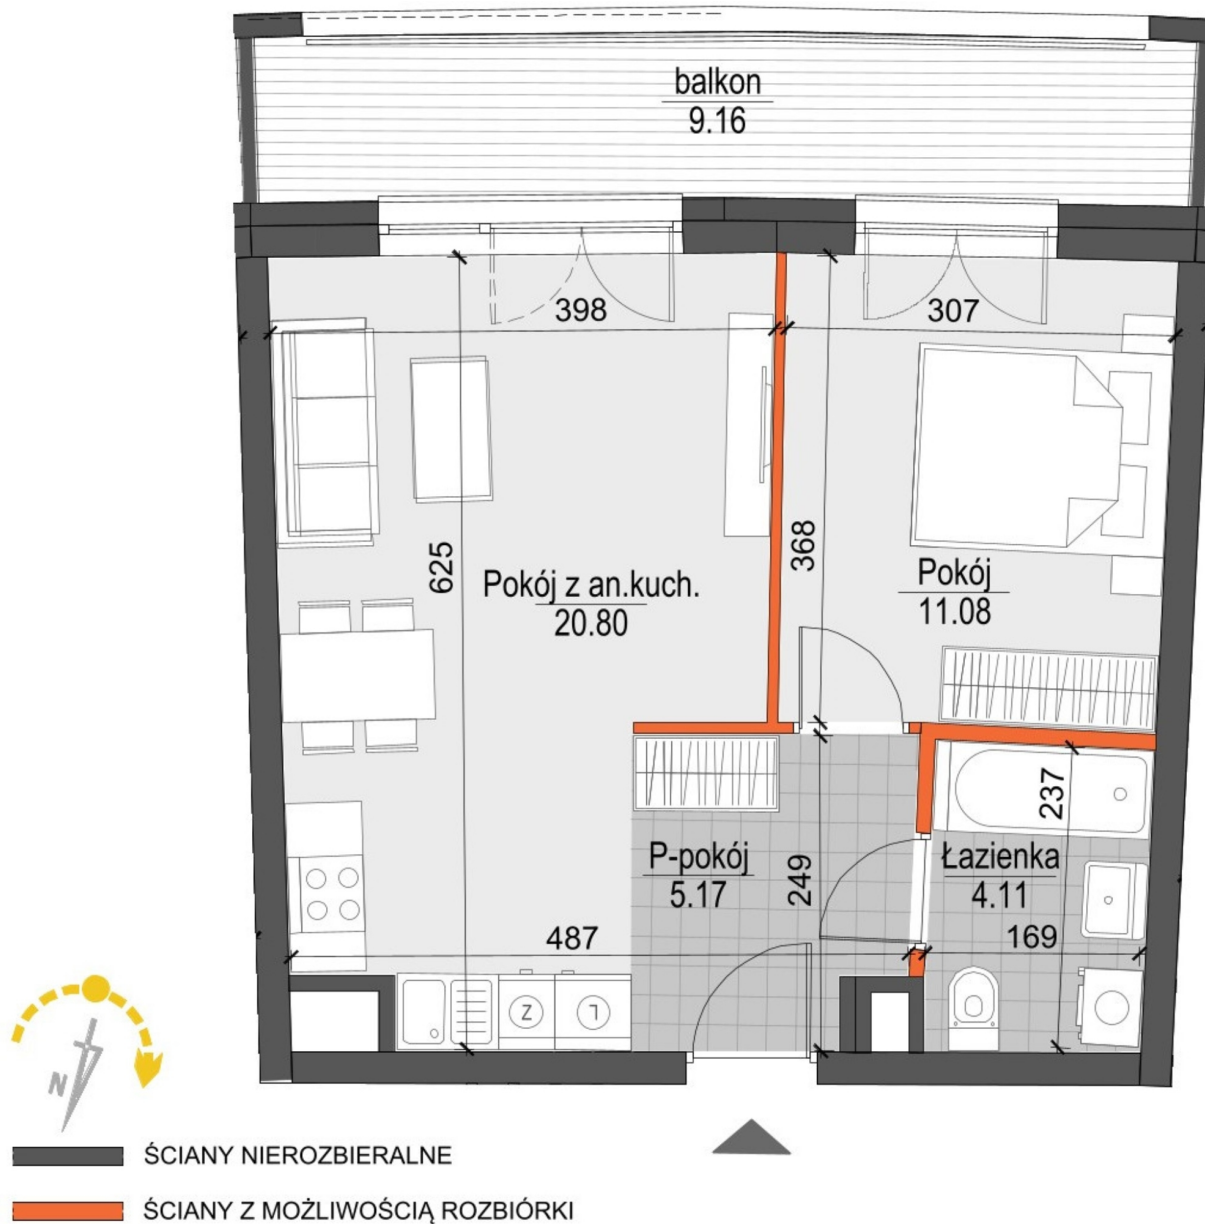 balkon
9.16
398
307
625
368
Pokój z an.kuch.
20.80
Pokój
11.08
237
P-pokój
5.17
249
Łazienka
4.11
487
169
Z
L
N
ŚCIANY NIEROZBIERALNE
ŚCIANY Z MOŻLIWOŚCIĄ ROZBIÓRKI